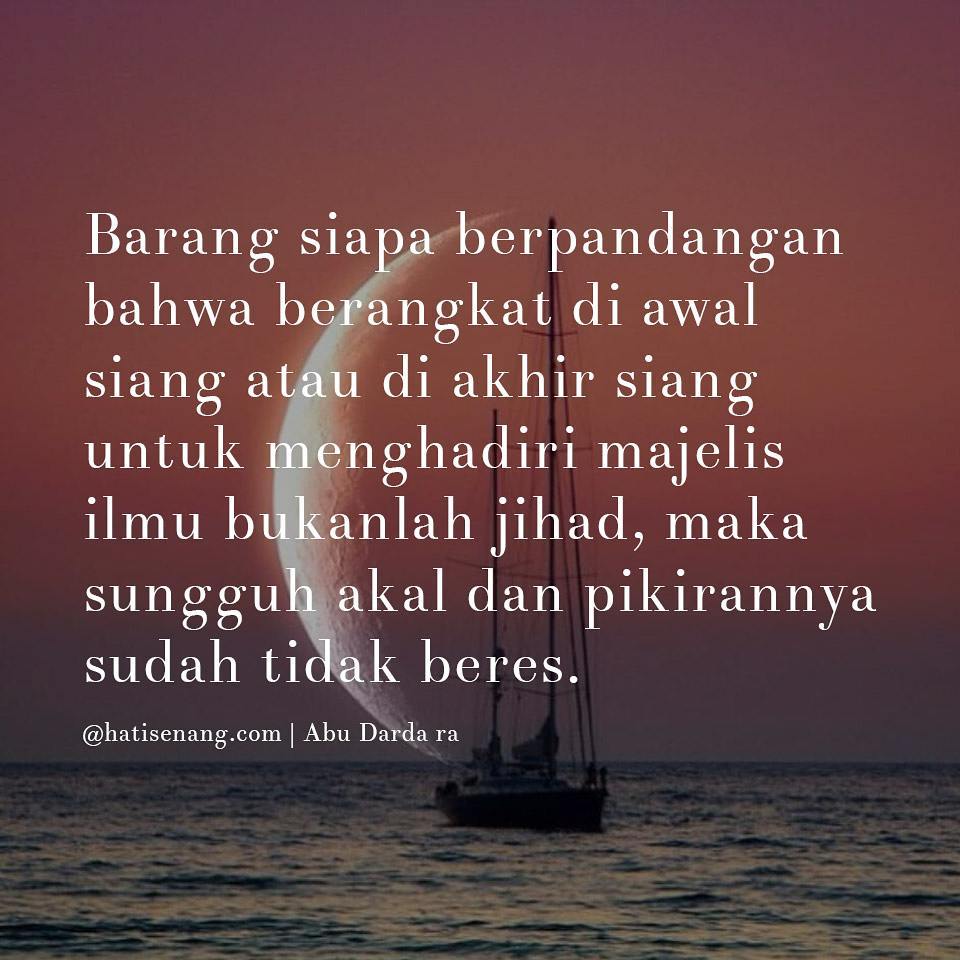 Barang siapa berpandangan
bahwa berangkat di awal
siang atau di akhir siang
untuk menghadiri majelis
ilmu bukanlah jihad, maka
sungguh akal dan pikirannya
sudah tidak beres.
@hatisenang.com | Abu Darda ra